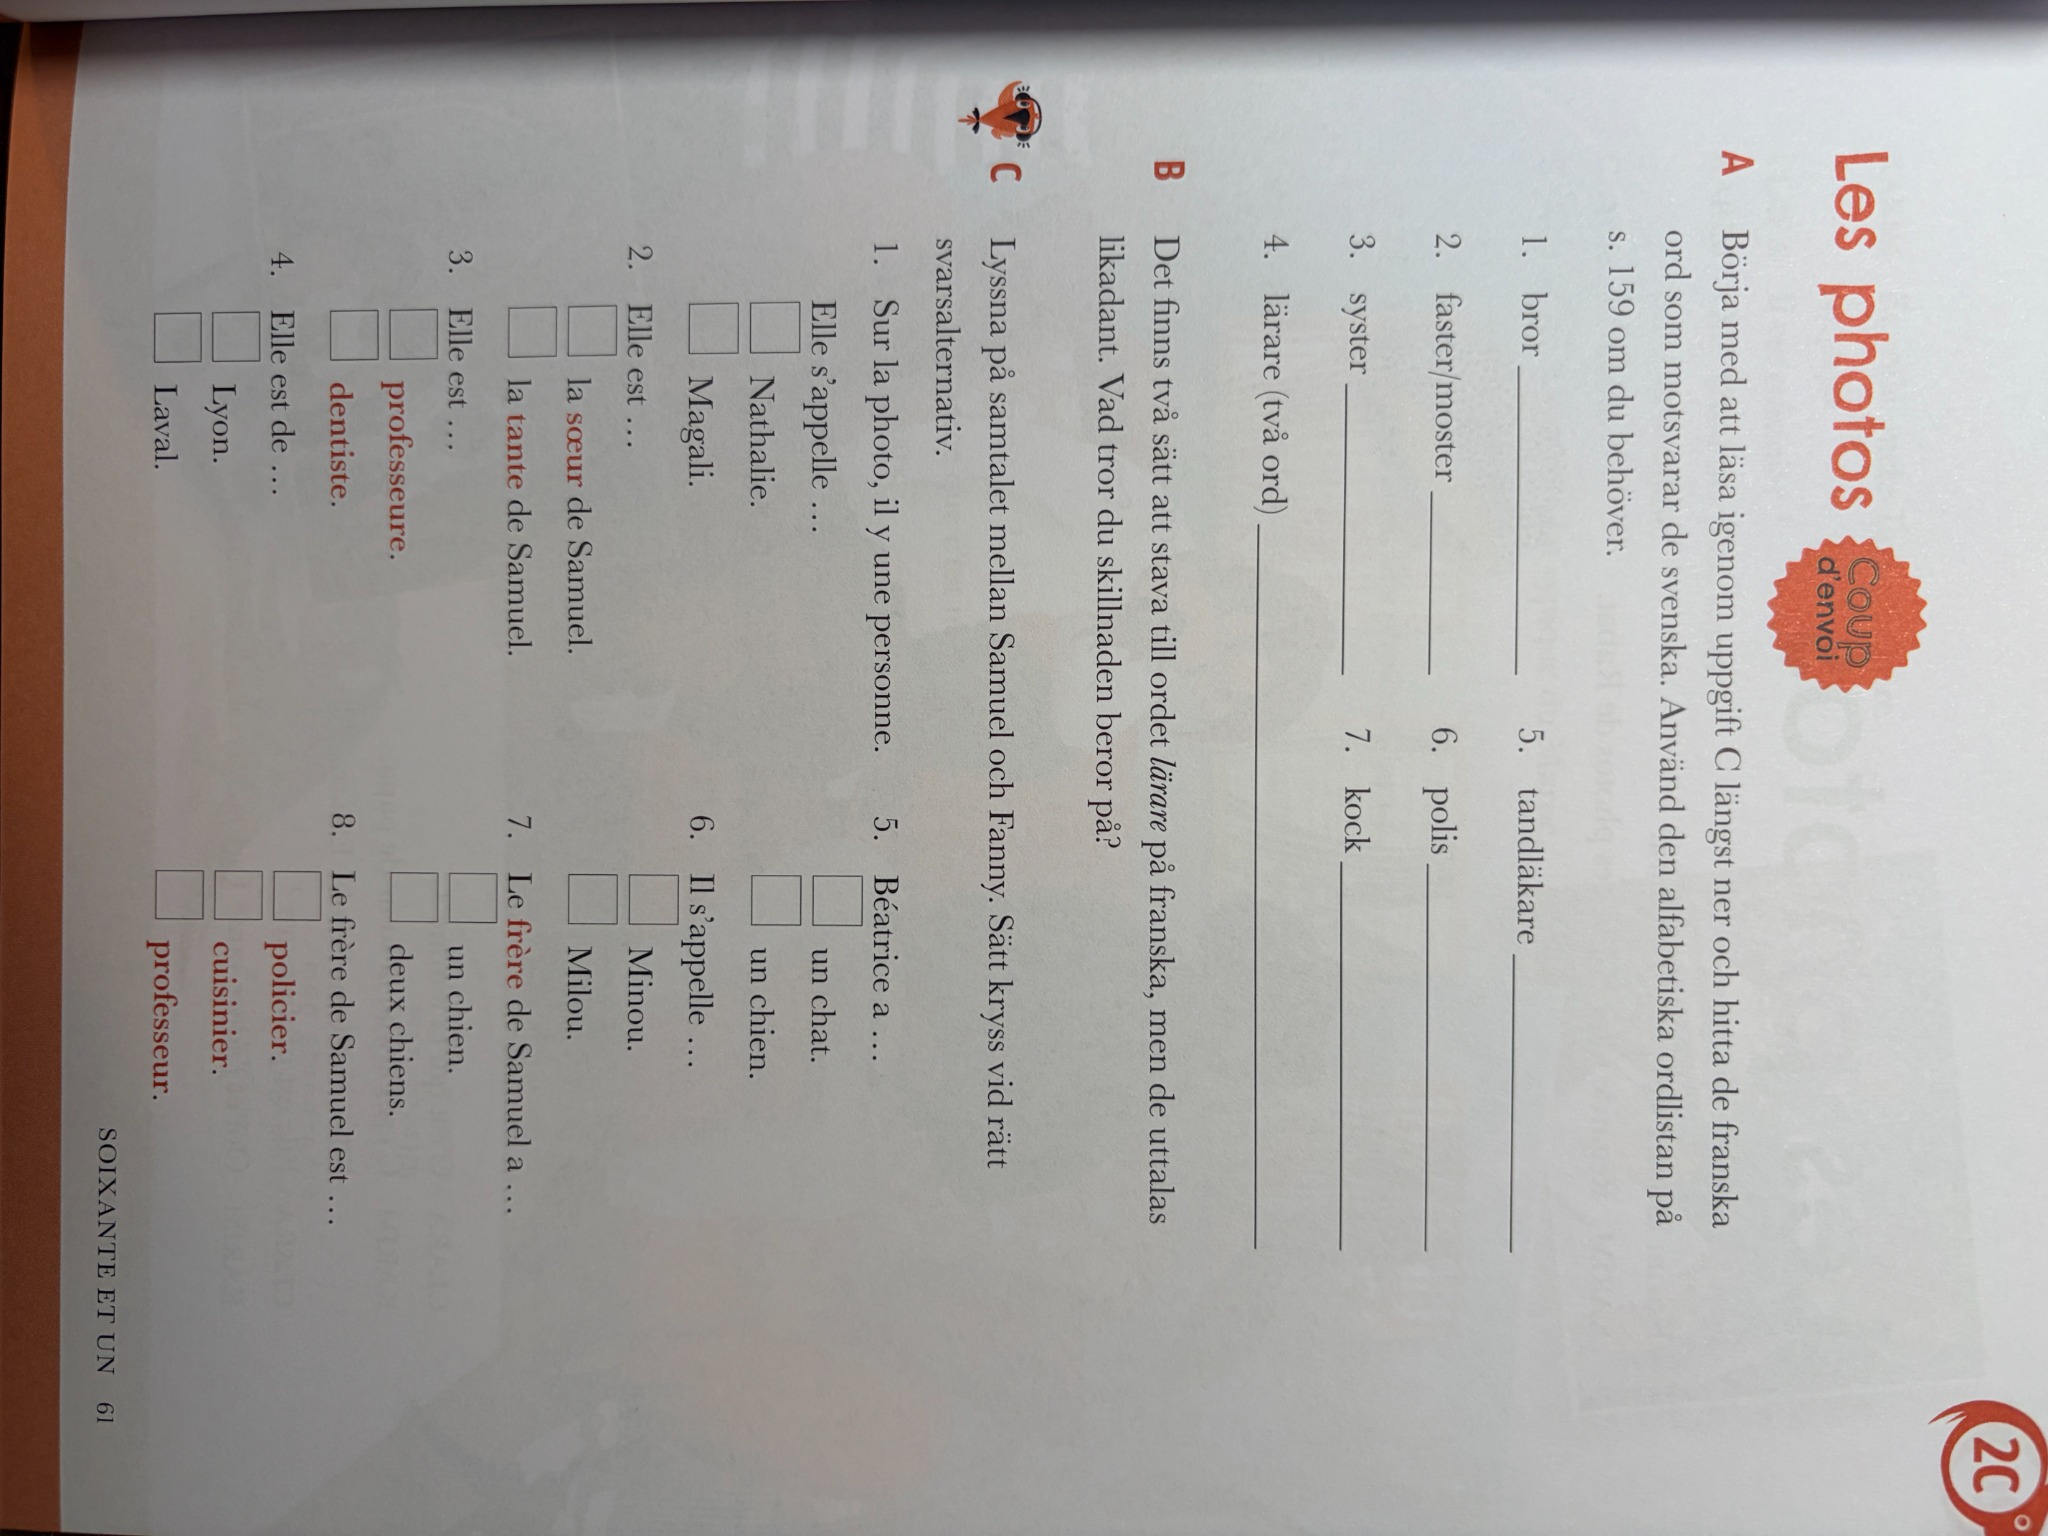 2C
Les photos
Coup
d'envoi
A Börja med att läsa igenom uppgift C längst ner och hitta de franska
ord som motsvarar de svenska. Använd den alfabetiska ordlistan på
s. 159 om du behöver.
1. bror
2. faster/moster
3. syster
4. lärare (två ord)
5. tandläkare
6. polis
7. kock
B Det finns två sätt att stava till ordet lärare på franska, men de uttalas
likadant. Vad tror du skillnaden beror på?
C Lyssna på samtalet mellan Samuel och Fanny. Sätt kryss vid rätt
svarsalternativ.
1. Sur la photo, il y une personne.
Elle s'appelle …
Nathalie.
Magali.
2. Elle est …
la sœur de Samuel.
la tante de Samuel.
3. Elle est …
professeure.
dentiste.
4. Elle est de …
Lyon.
Laval.
5. Béatrice a …
un chat.
un chien.
6. Il s'appelle …
Minou.
Milou.
7. Le frère de Samuel a …
un chien.
deux chiens.
8. Le frère de Samuel est …
policier.
cuisinier.
professeur.
SOIXANTE ET UN 61